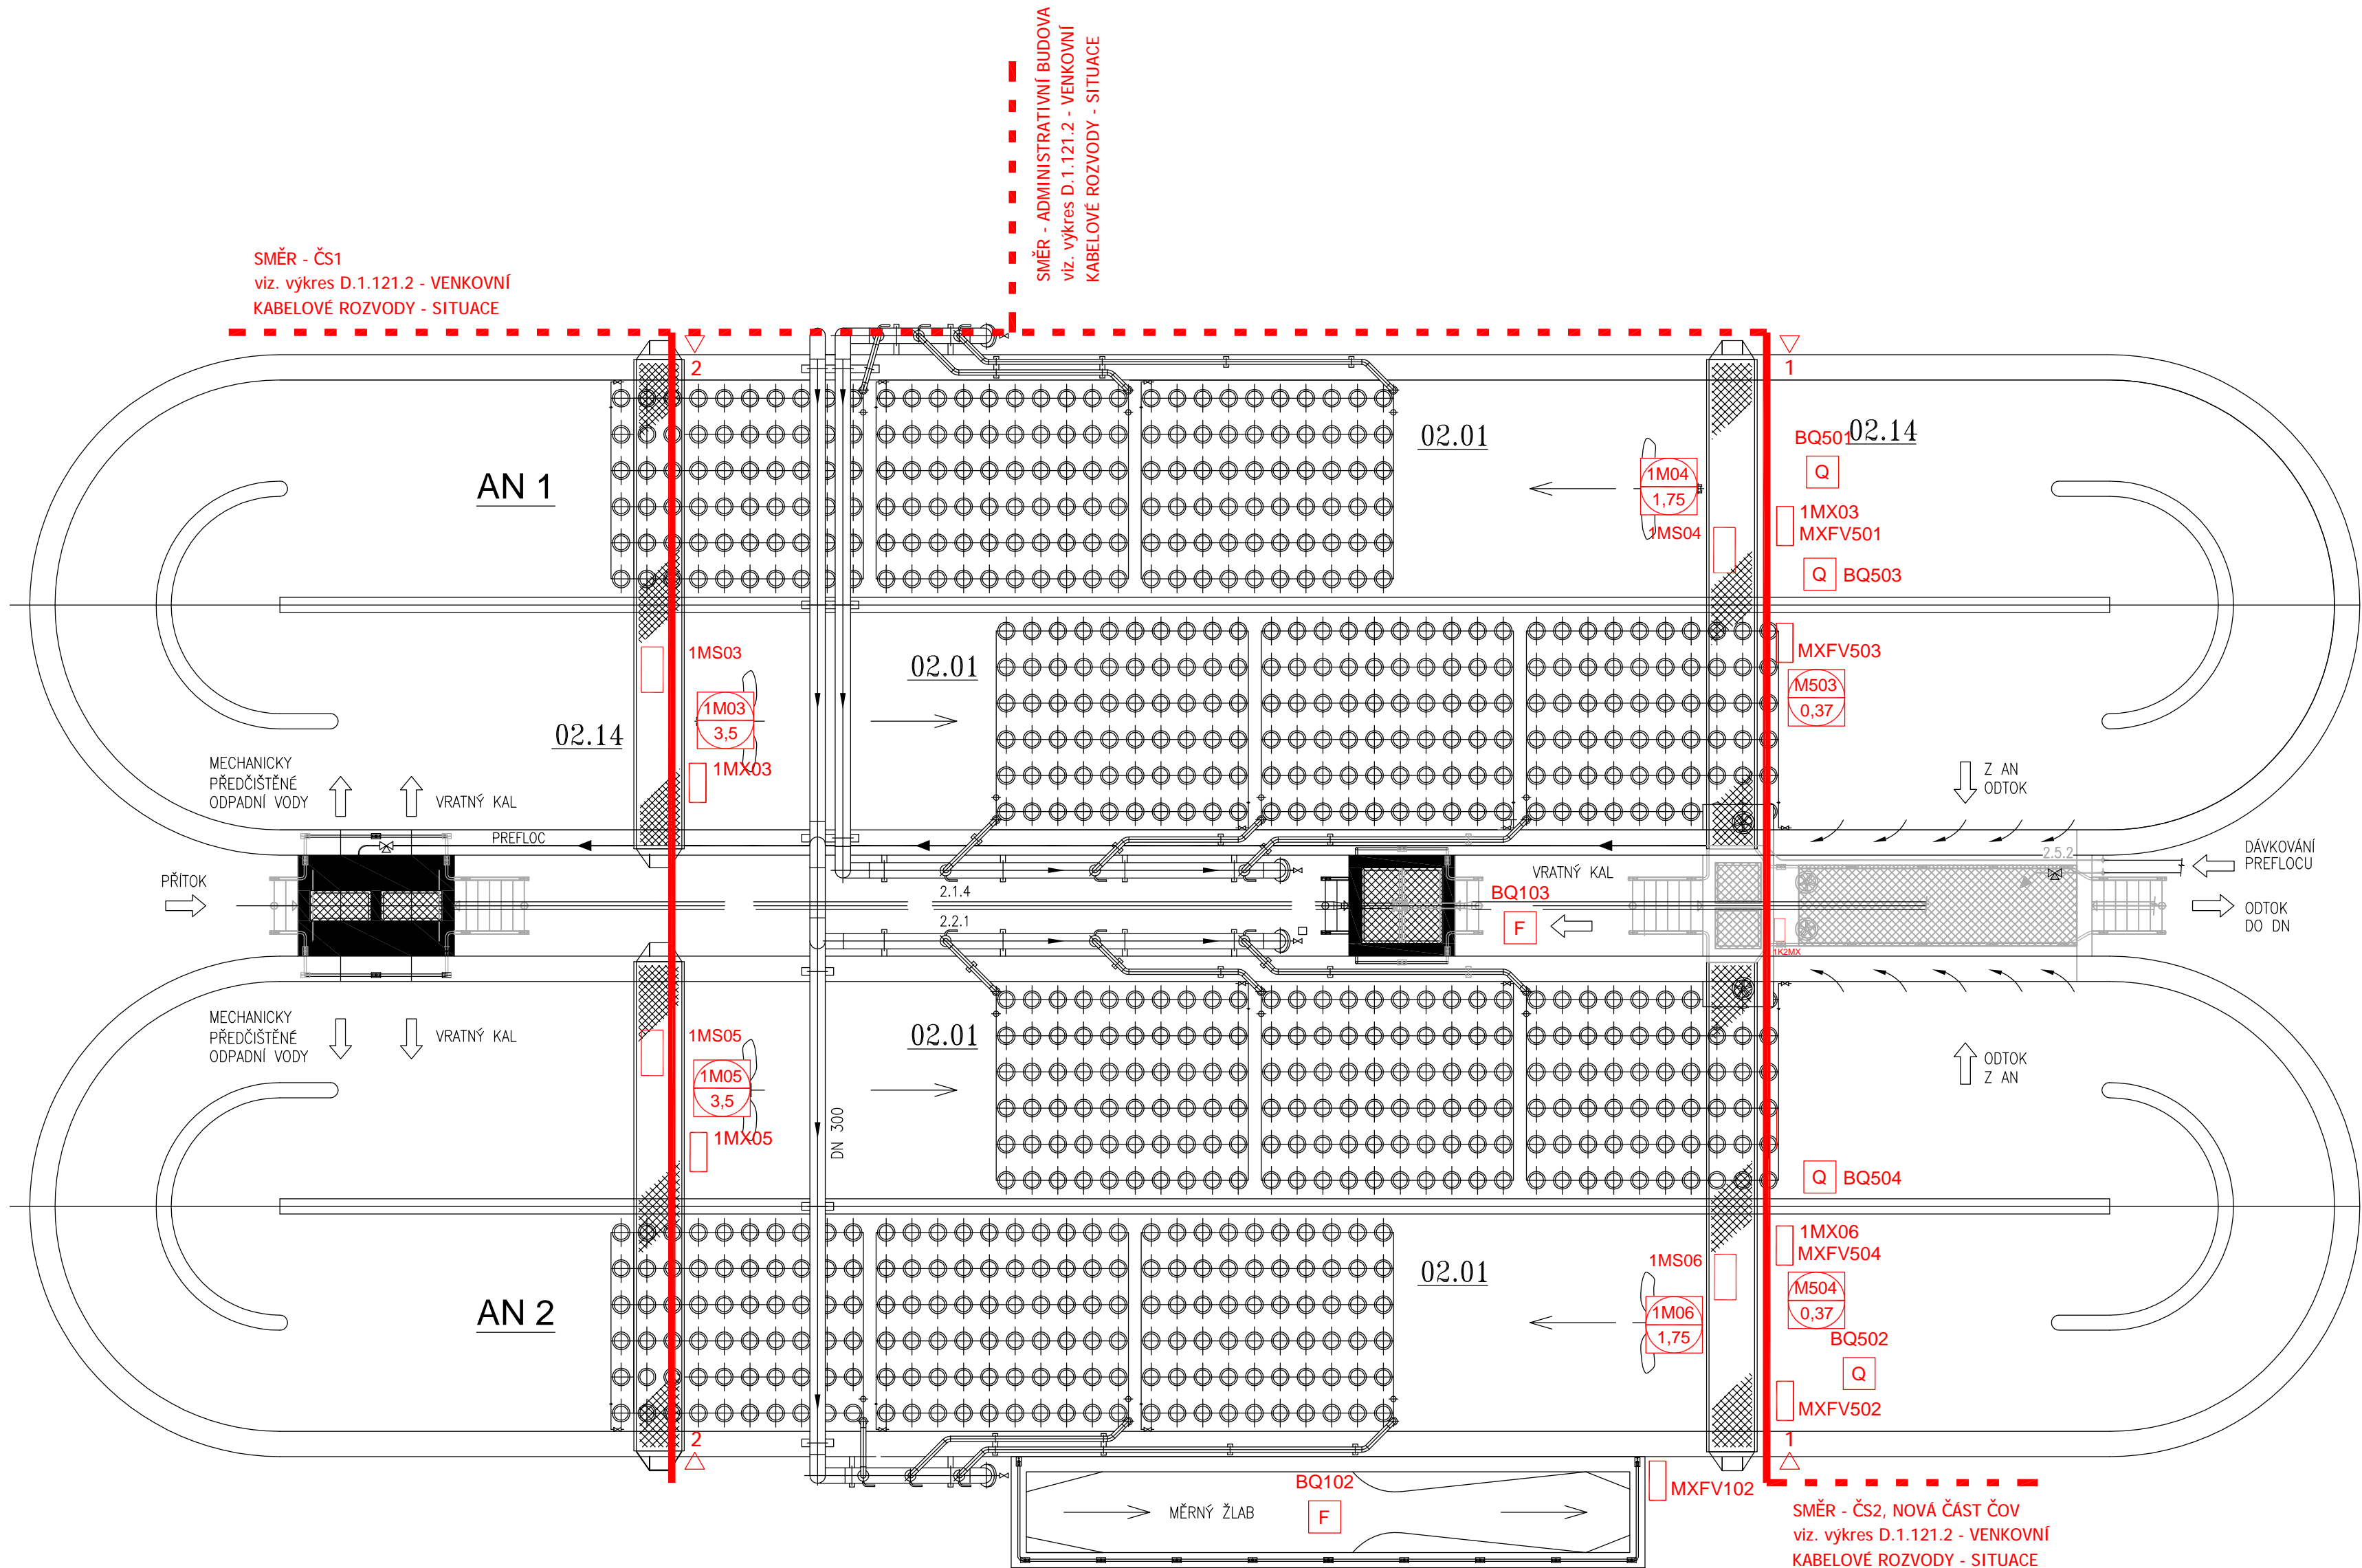 SMĚR - ADMINISTRATIVNÍ BUDOVA
viz. výkres D.1.121.2 - VENKOVNÍ
KABELOVÉ ROZVODY - SITUACE
SMĚR - ČS1
viz. výkres D.1.121.2 - VENKOVNÍ
KABELOVÉ ROZVODY - SITUACE
2
1
AN 1
02.01
1M04
1,75
1MS04
BQ501
02.14
Q
1MX03
MXFV501
Q
BQ503
1MS03
1M03
3,5
1MX03
02.14
02.01
MXFV503
M503
0,37
MECHANICKY
PŘEDČIŠTĚNÉ
ODPADNÍ VODY
VRATNÝ KAL
PREFLOC
Z AN
ODTOK
PŘÍTOK
2.1.4
2.2.1
VRATNÝ KAL
BQ103
F
2.5.2
DÁVKOVÁNÍ
PREFLOCU
ODTOK
DO DN
1K2MX
MECHANICKY
PŘEDČIŠTĚNÉ
ODPADNÍ VODY
VRATNÝ KAL
1MS05
1M05
3,5
1MX05
02.01
DN 300
ODTOK
Z AN
Q
BQ504
AN 2
02.01
1MS06
1M06
1,75
1MX06
MXFV504
M504
0,37
BQ502
Q
MXFV502
2
1
BQ102
F
MĚRNÝ ŽLAB
MXFV102
SMĚR - ČS2, NOVÁ ČÁST ČOV
viz. výkres D.1.121.2 - VENKOVNÍ
KABELOVÉ ROZVODY - SITUACE